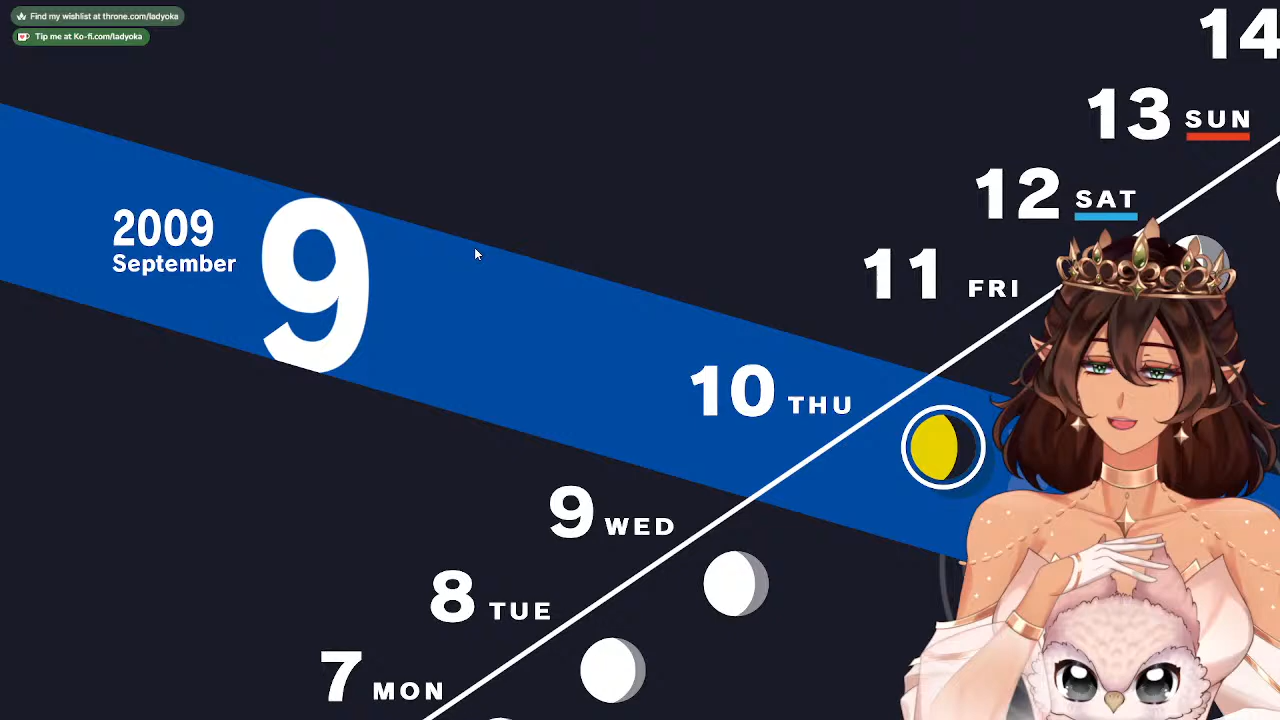 Find my wishlist at throne.com/ladyoka
Tip me at Ko-fi.com/ladyoka
14
13 SUN
12 SAT
2009
September
9
11 FRI
10 THU
9 WED
8 TUE
7 MON